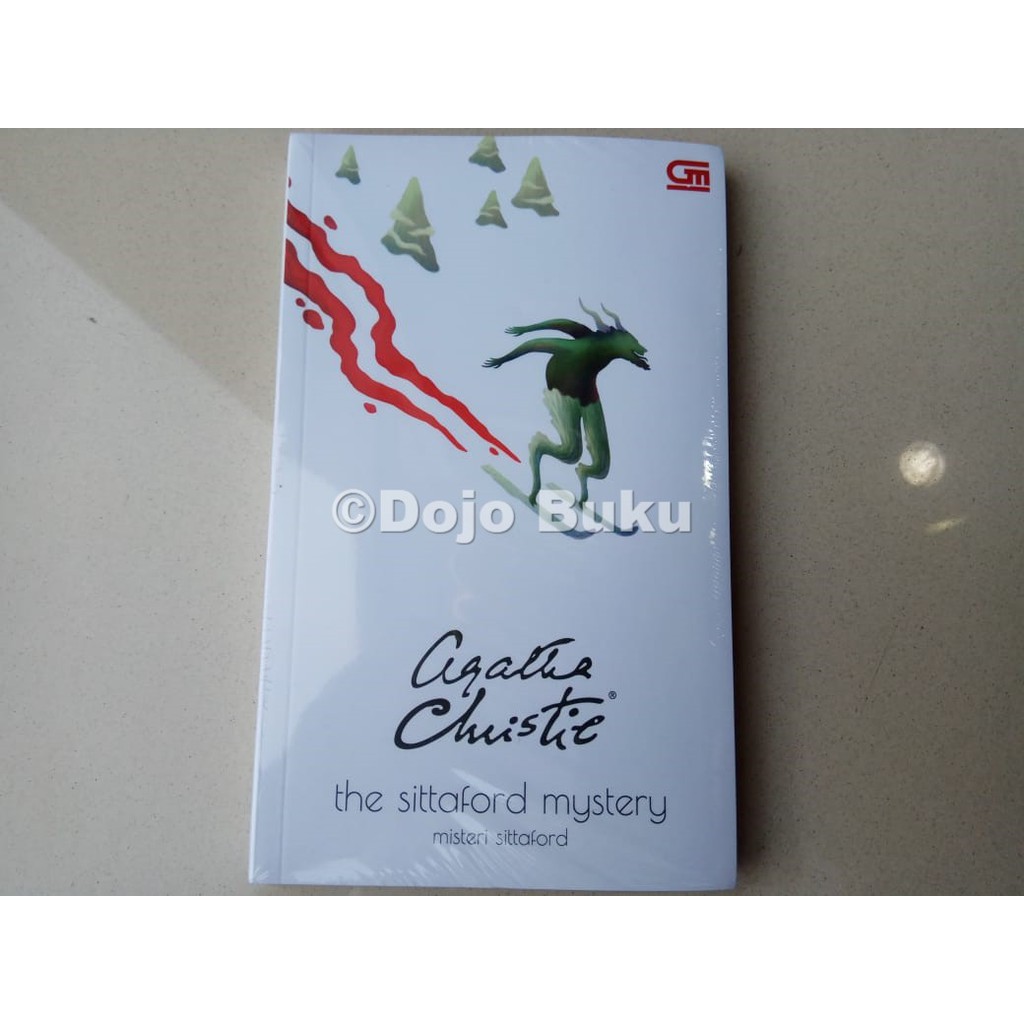 GM
©Dojo Buku
Agatha
Christie®
the sittaford mystery
misteri sittaford